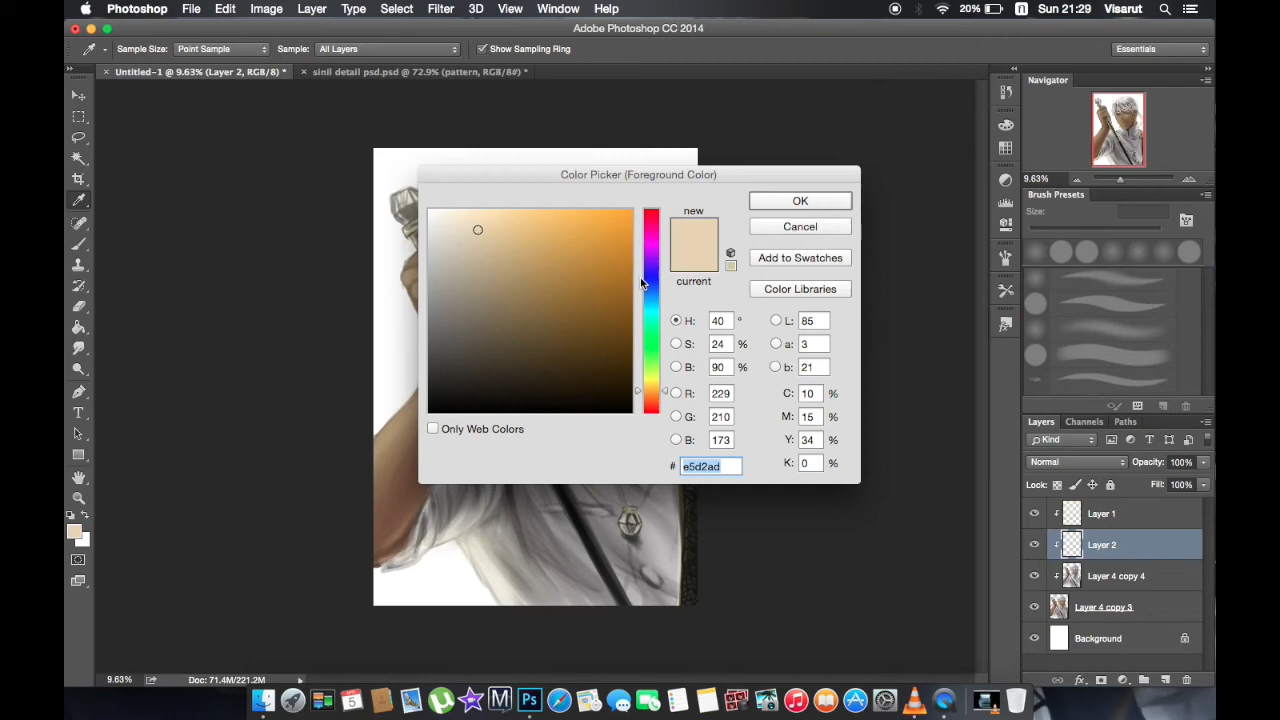 Photoshop File Edit Image Layer Type Select Filter 3D View Window Help 20% Sun 21:29 Visarut
Adobe Photoshop CC 2014
Sample Size: Point Sample Sample: All Layers Show Sampling Ring Essentials
Untitled-1 @ 9.63% (Layer 2, RGB/8) * sinil detail psd.psd @ 72.9% (pattern, RGB/8#) *
Navigator
9.63%
Brush Presets
Size:
Color Picker (Foreground Color)
new
current
OK
Cancel
Add to Swatches
Color Libraries
H: 40 ° L: 85
S: 24 % a: 3
B: 90 % b: 21
R: 229 C: 10 %
G: 210 M: 15 %
B: 173 Y: 34 %
# e5d2ad K: 0 %
Only Web Colors
Layers Channels Paths
Kind
Normal Opacity: 100%
Lock: Fill: 100%
Layer 1
Layer 2
Layer 4 copy 4
Layer 4 copy 3
Background
9.63% Doc: 71.4M/221.2M